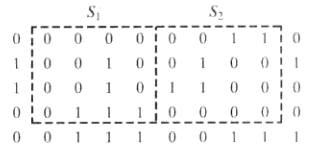 S₁ S₂
0 0 0 0 0 0 0 1 1 0
1 0 0 1 0 0 1 0 0 1
1 0 0 1 0 1 1 0 0 0
0 0 1 1 1 0 0 0 0 0
0 0 1 1 1 0 0 1 1 1